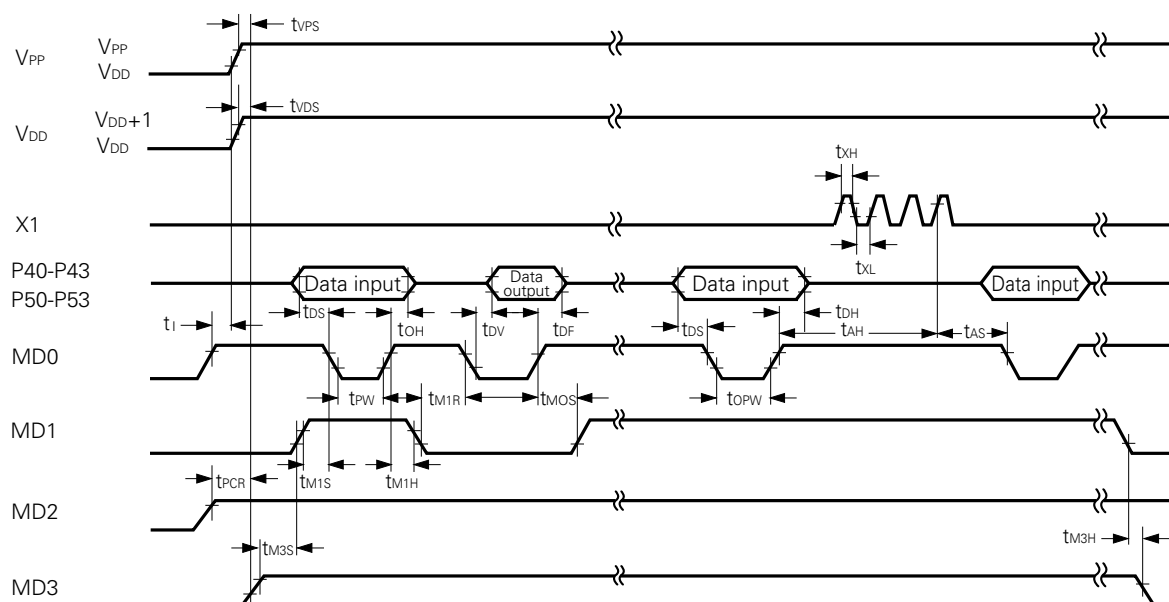 tVPS
VPP VPP
VDD
tVDS
VDD VDD+1
VDD
tXH
X1
tXL
P40-P43
P50-P53
Data input
Data output
Data input
Data input
tDS tOH tDV tDF tDS tDH
tI tAH tAS
MD0
tPW tM1R tMOS tOPW
MD1
tPCR tM1S tM1H
MD2
tM3S tM3H
MD3